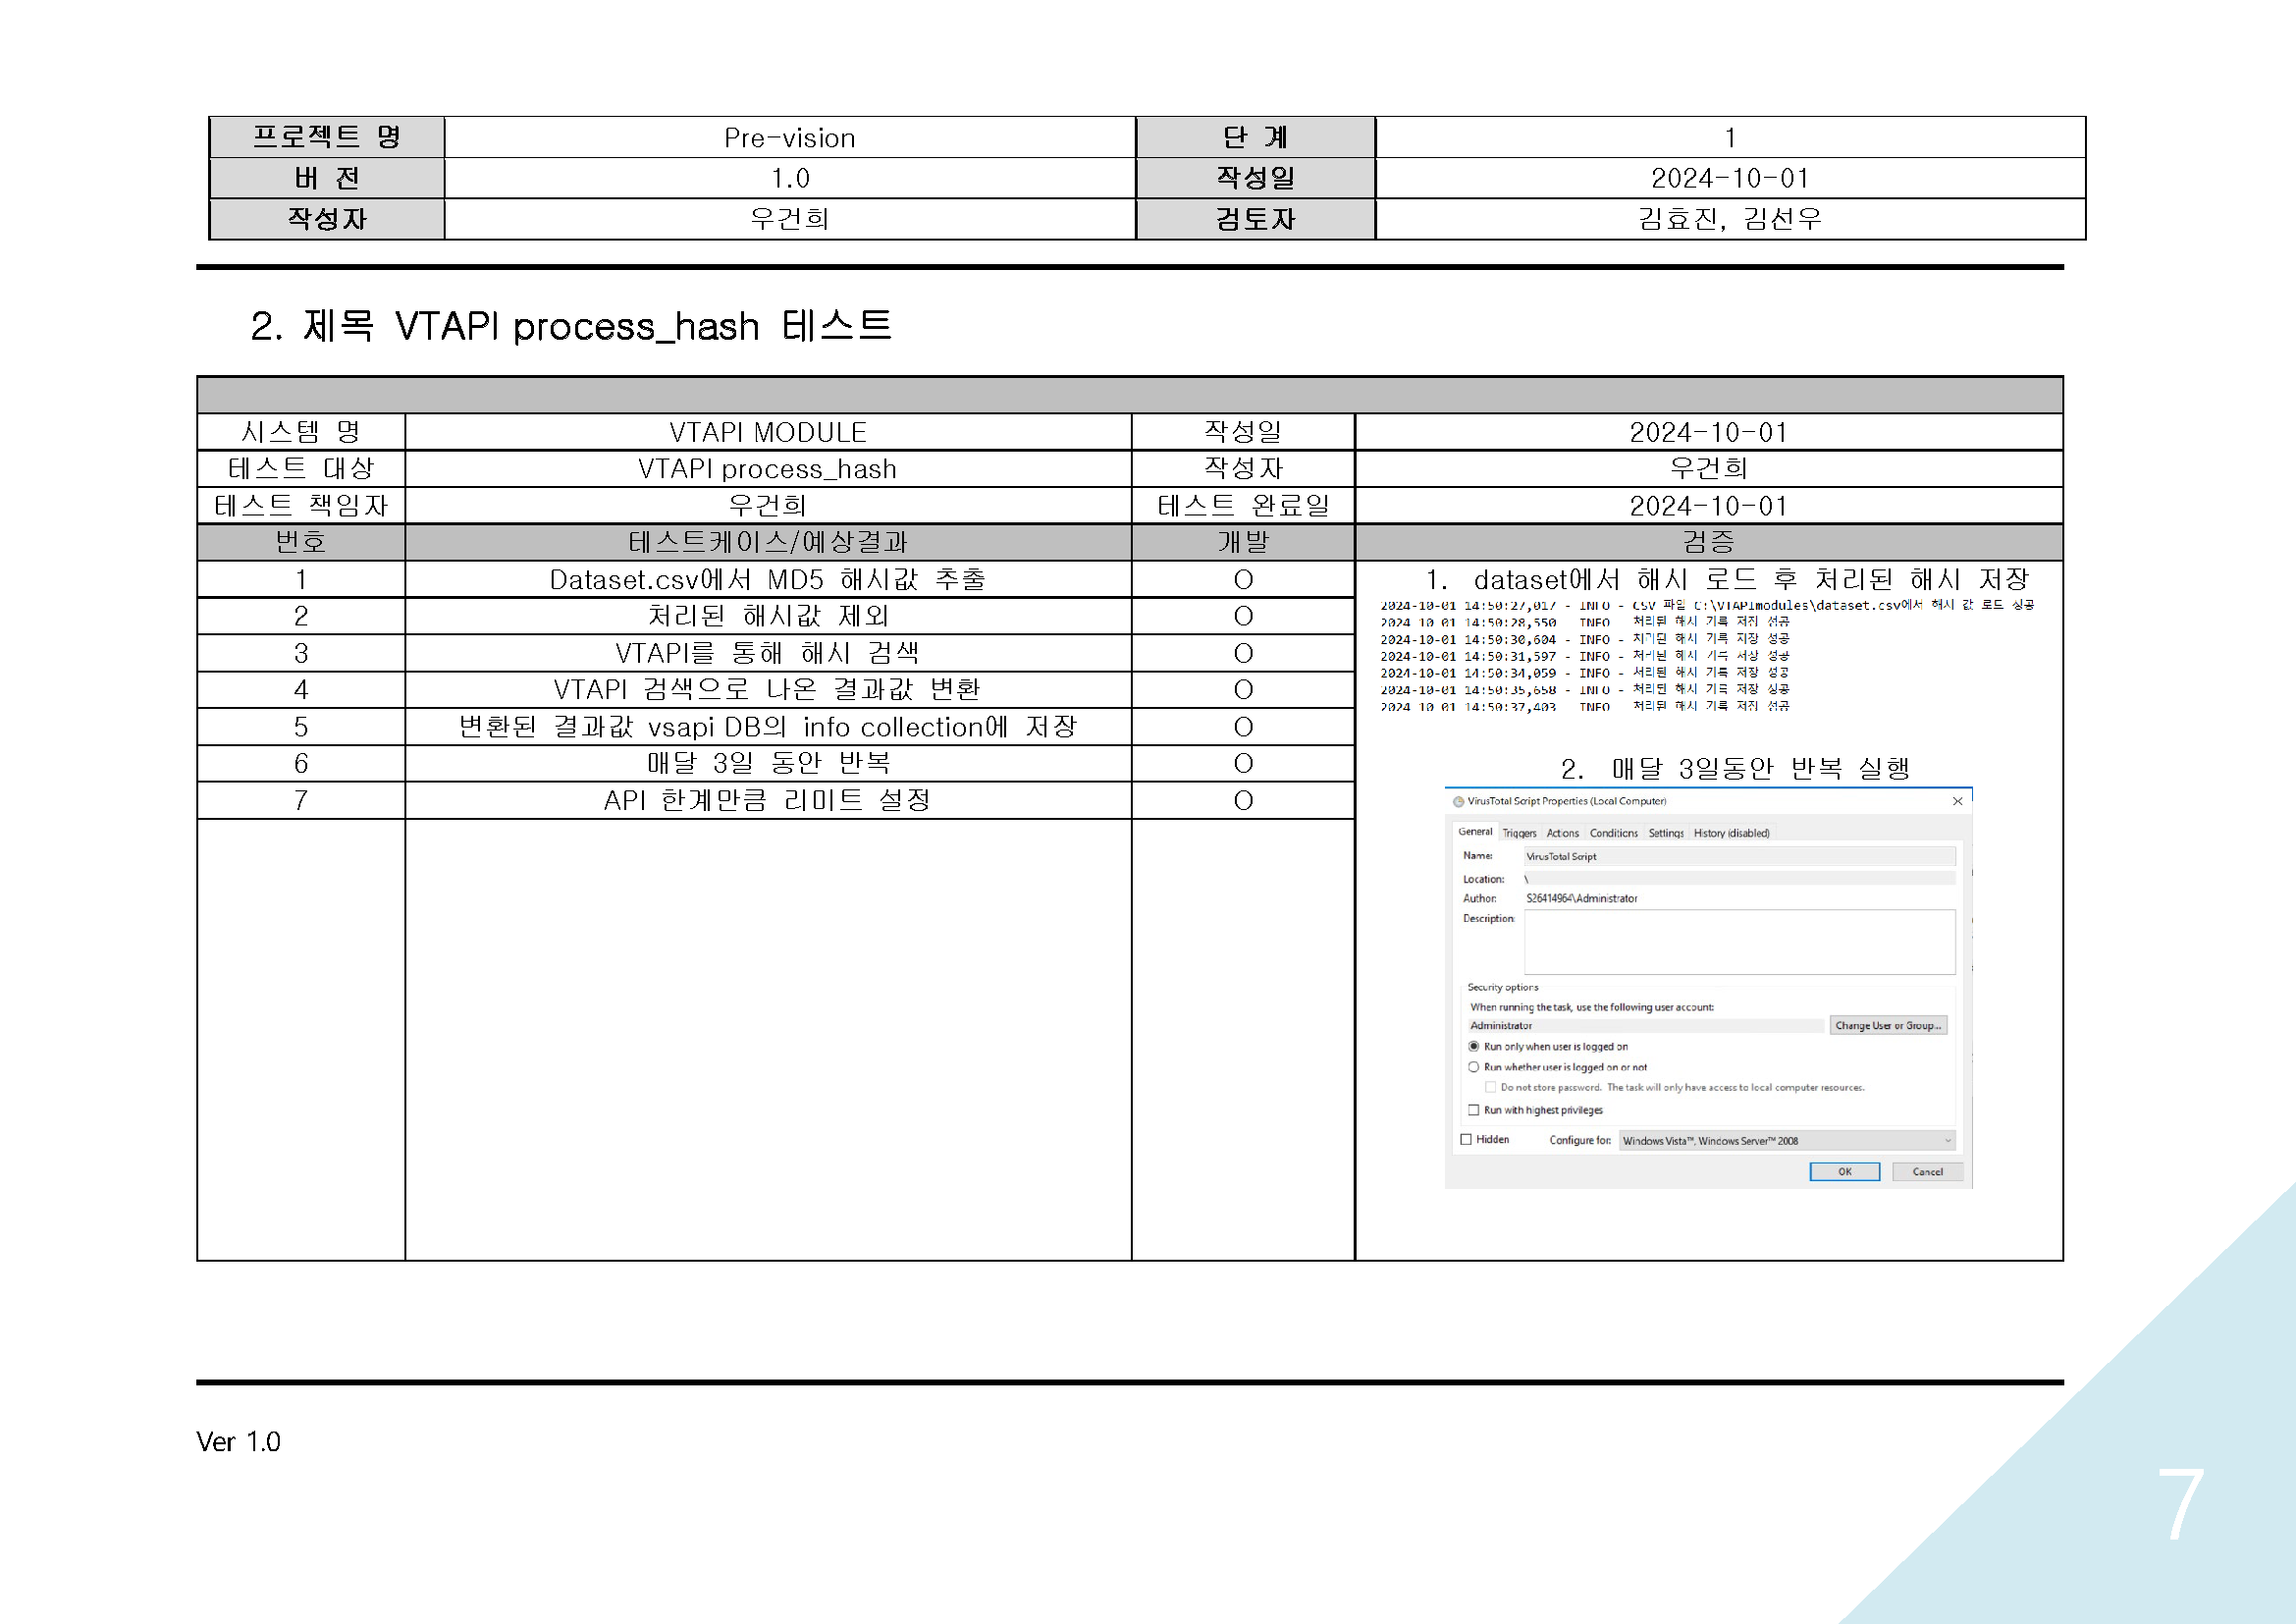 프로젝트 명 Pre-vision 단 계 1
버 전 1.0 작성일 2024-10-01
작성자 우건희 검토자 김효진, 김선우
2. 제목 VTAPI process_hash 테스트
시스템 명 VTAPI MODULE 작성일 2024-10-01
테스트 대상 VTAPI process_hash 작성자 우건희
테스트 책임자 우건희 테스트 완료일 2024-10-01
번호 테스트케이스/예상결과 개발 검증
1 Dataset.csv에서 MD5 해시값 추출 O
2 처리된 해시값 제외 O
3 VTAPI를 통해 해시 검색 O
4 VTAPI 검색으로 나온 결과값 변환 O
5 변환된 결과값 vsapi DB의 info collection에 저장 O
6 매달 3일 동안 반복 O
7 API 한계만큼 리미트 설정 O
1. dataset에서 해시 로드 후 처리된 해시 저장
2024-10-01 14:50:27,017 - INFO - CSV 파일 C:\VTAPImodules\dataset.csv에서 해시 값 로드 성공
2024-10-01 14:50:28,550 - INFO - 처리된 해시 기록 저장 성공
2024-10-01 14:50:30,604 - INFO - 처리된 해시 기록 저장 성공
2024-10-01 14:50:31,597 - INFO - 처리된 해시 기록 저장 성공
2024-10-01 14:50:34,059 - INFO - 처리된 해시 기록 저장 성공
2024-10-01 14:50:35,658 - INFO - 처리된 해시 기록 저장 성공
2024-10-01 14:50:37,403 - INFO - 처리된 해시 기록 저장 성공
2. 매달 3일동안 반복 실행
VirusTotal Script Properties (Local Computer)
General Triggers Actions Conditions Settings History (disabled)
Name: VirusTotal Script
Location: \
Author: S26414964\Administrator
Description:
Security options
When running the task, use the following user account:
Administrator Change User or Group...
Run only when user is logged on
Run whether user is logged on or not
Do not store password. The task will only have access to local computer resources.
Run with highest privileges
Hidden Configure for: Windows Vista™, Windows Server™ 2008
OK Cancel
Ver 1.0
7